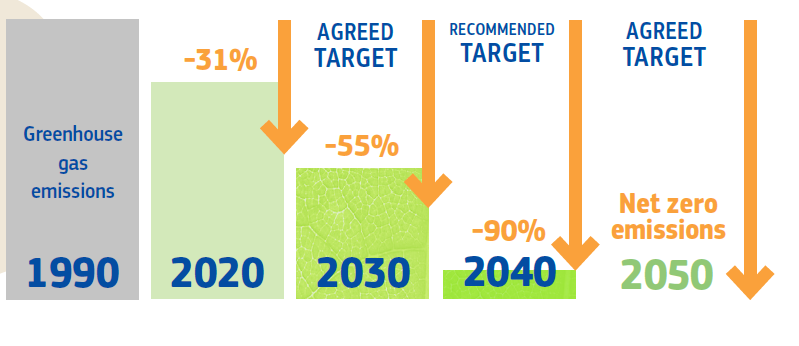 Greenhouse
gas
emissions
1990
-31%
2020
AGREED
TARGET
-55%
2030
RECOMMENDED
TARGET
-90%
2040
AGREED
TARGET
Net zero
emissions
2050